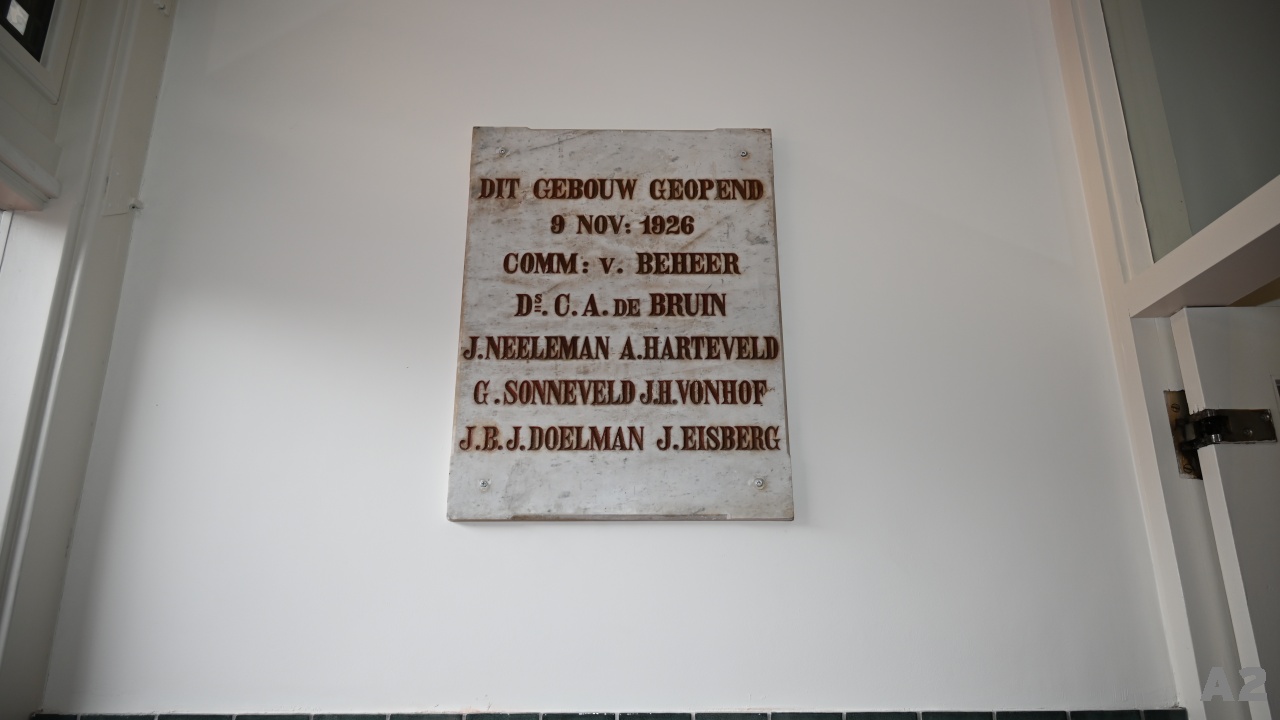 DIT GEBOUW GEOPEND
9 NOV: 1926
COMM: v. BEHEER
Ds. C. A. DE BRUIN
J. NEELEMAN A. HARTEVELD
G. SONNEVELD J.H. VONHOF
J. B. J. DOELMAN J. EISBERG
A2